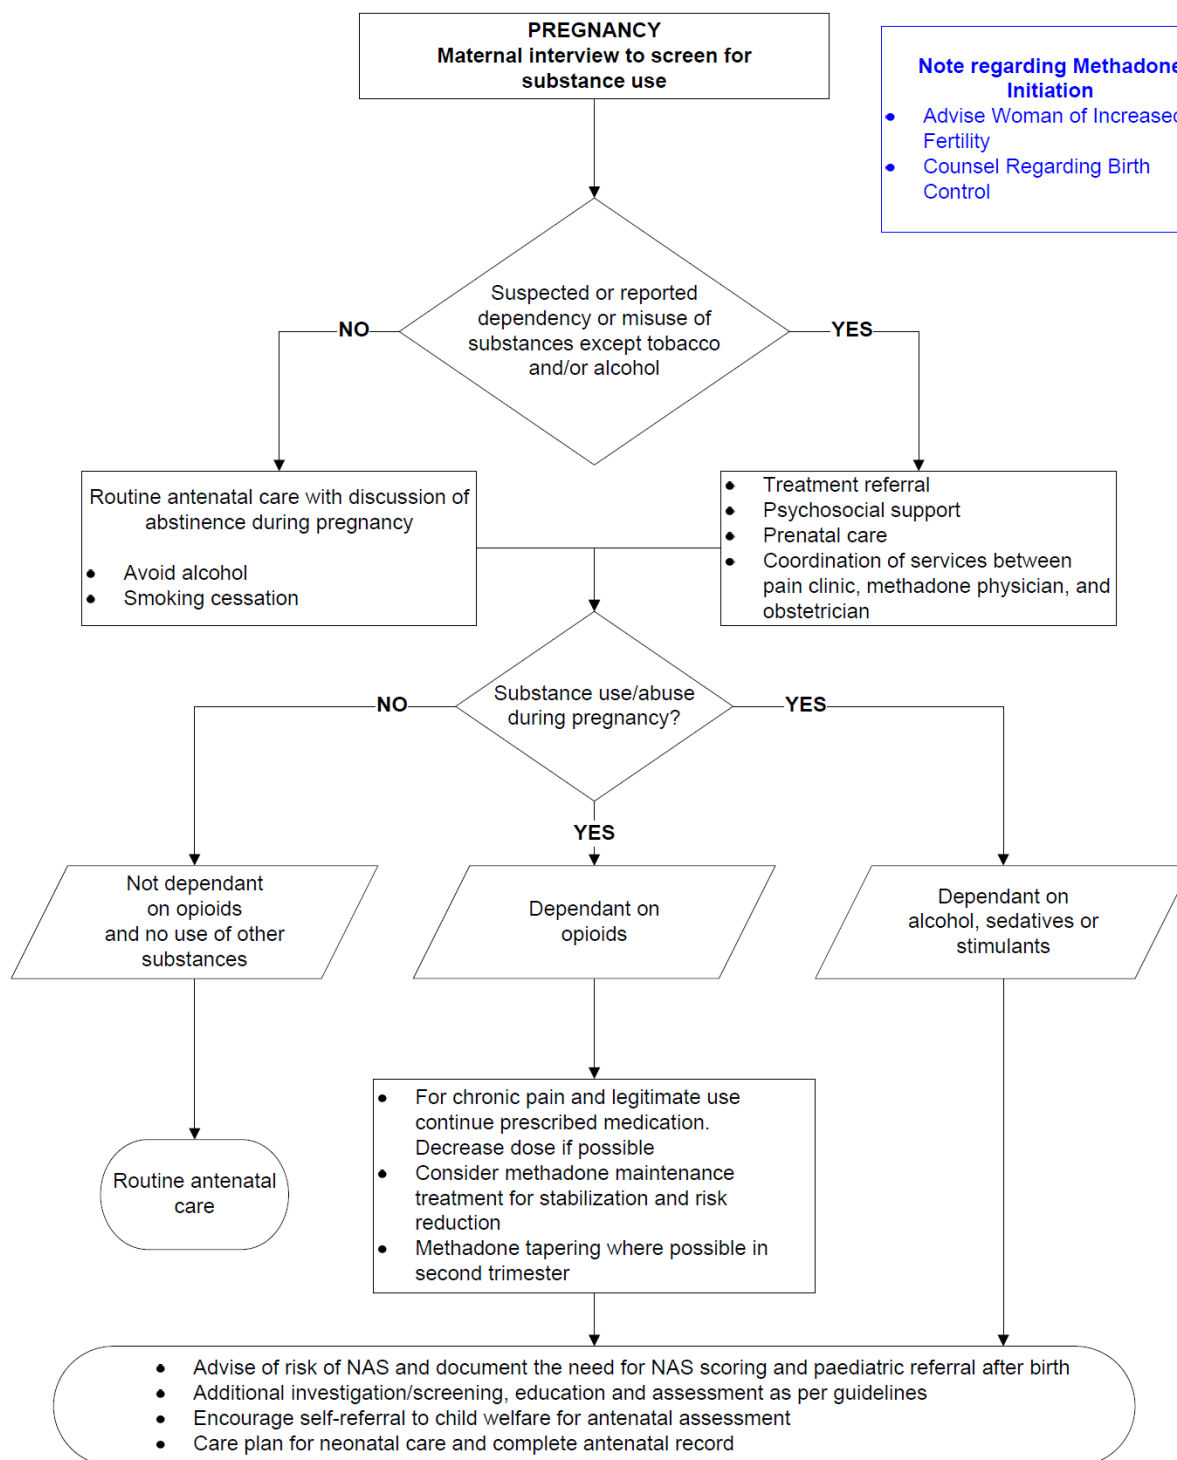 PREGNANCY
Maternal interview to screen for
substance use
Note regarding Methadone
Initiation
• Advise Woman of Increased
Fertility
• Counsel Regarding Birth
Control
Suspected or reported
dependency or misuse of
substances except tobacco
and/or alcohol
NO
YES
Routine antenatal care with discussion of
abstinence during pregnancy
• Avoid alcohol
• Smoking cessation
• Treatment referral
• Psychosocial support
• Prenatal care
• Coordination of services between
pain clinic, methadone physician, and
obstetrician
Substance use/abuse
during pregnancy?
NO
YES
YES
Not dependant
on opioids
and no use of other
substances
Dependant on
opioids
Dependant on
alcohol, sedatives or
stimulants
• For chronic pain and legitimate use
continue prescribed medication.
Decrease dose if possible
• Consider methadone maintenance
treatment for stabilization and risk
reduction
• Methadone tapering where possible in
second trimester
Routine antenatal
care
• Advise of risk of NAS and document the need for NAS scoring and paediatric referral after birth
• Additional investigation/screening, education and assessment as per guidelines
• Encourage self-referral to child welfare for antenatal assessment
• Care plan for neonatal care and complete antenatal record